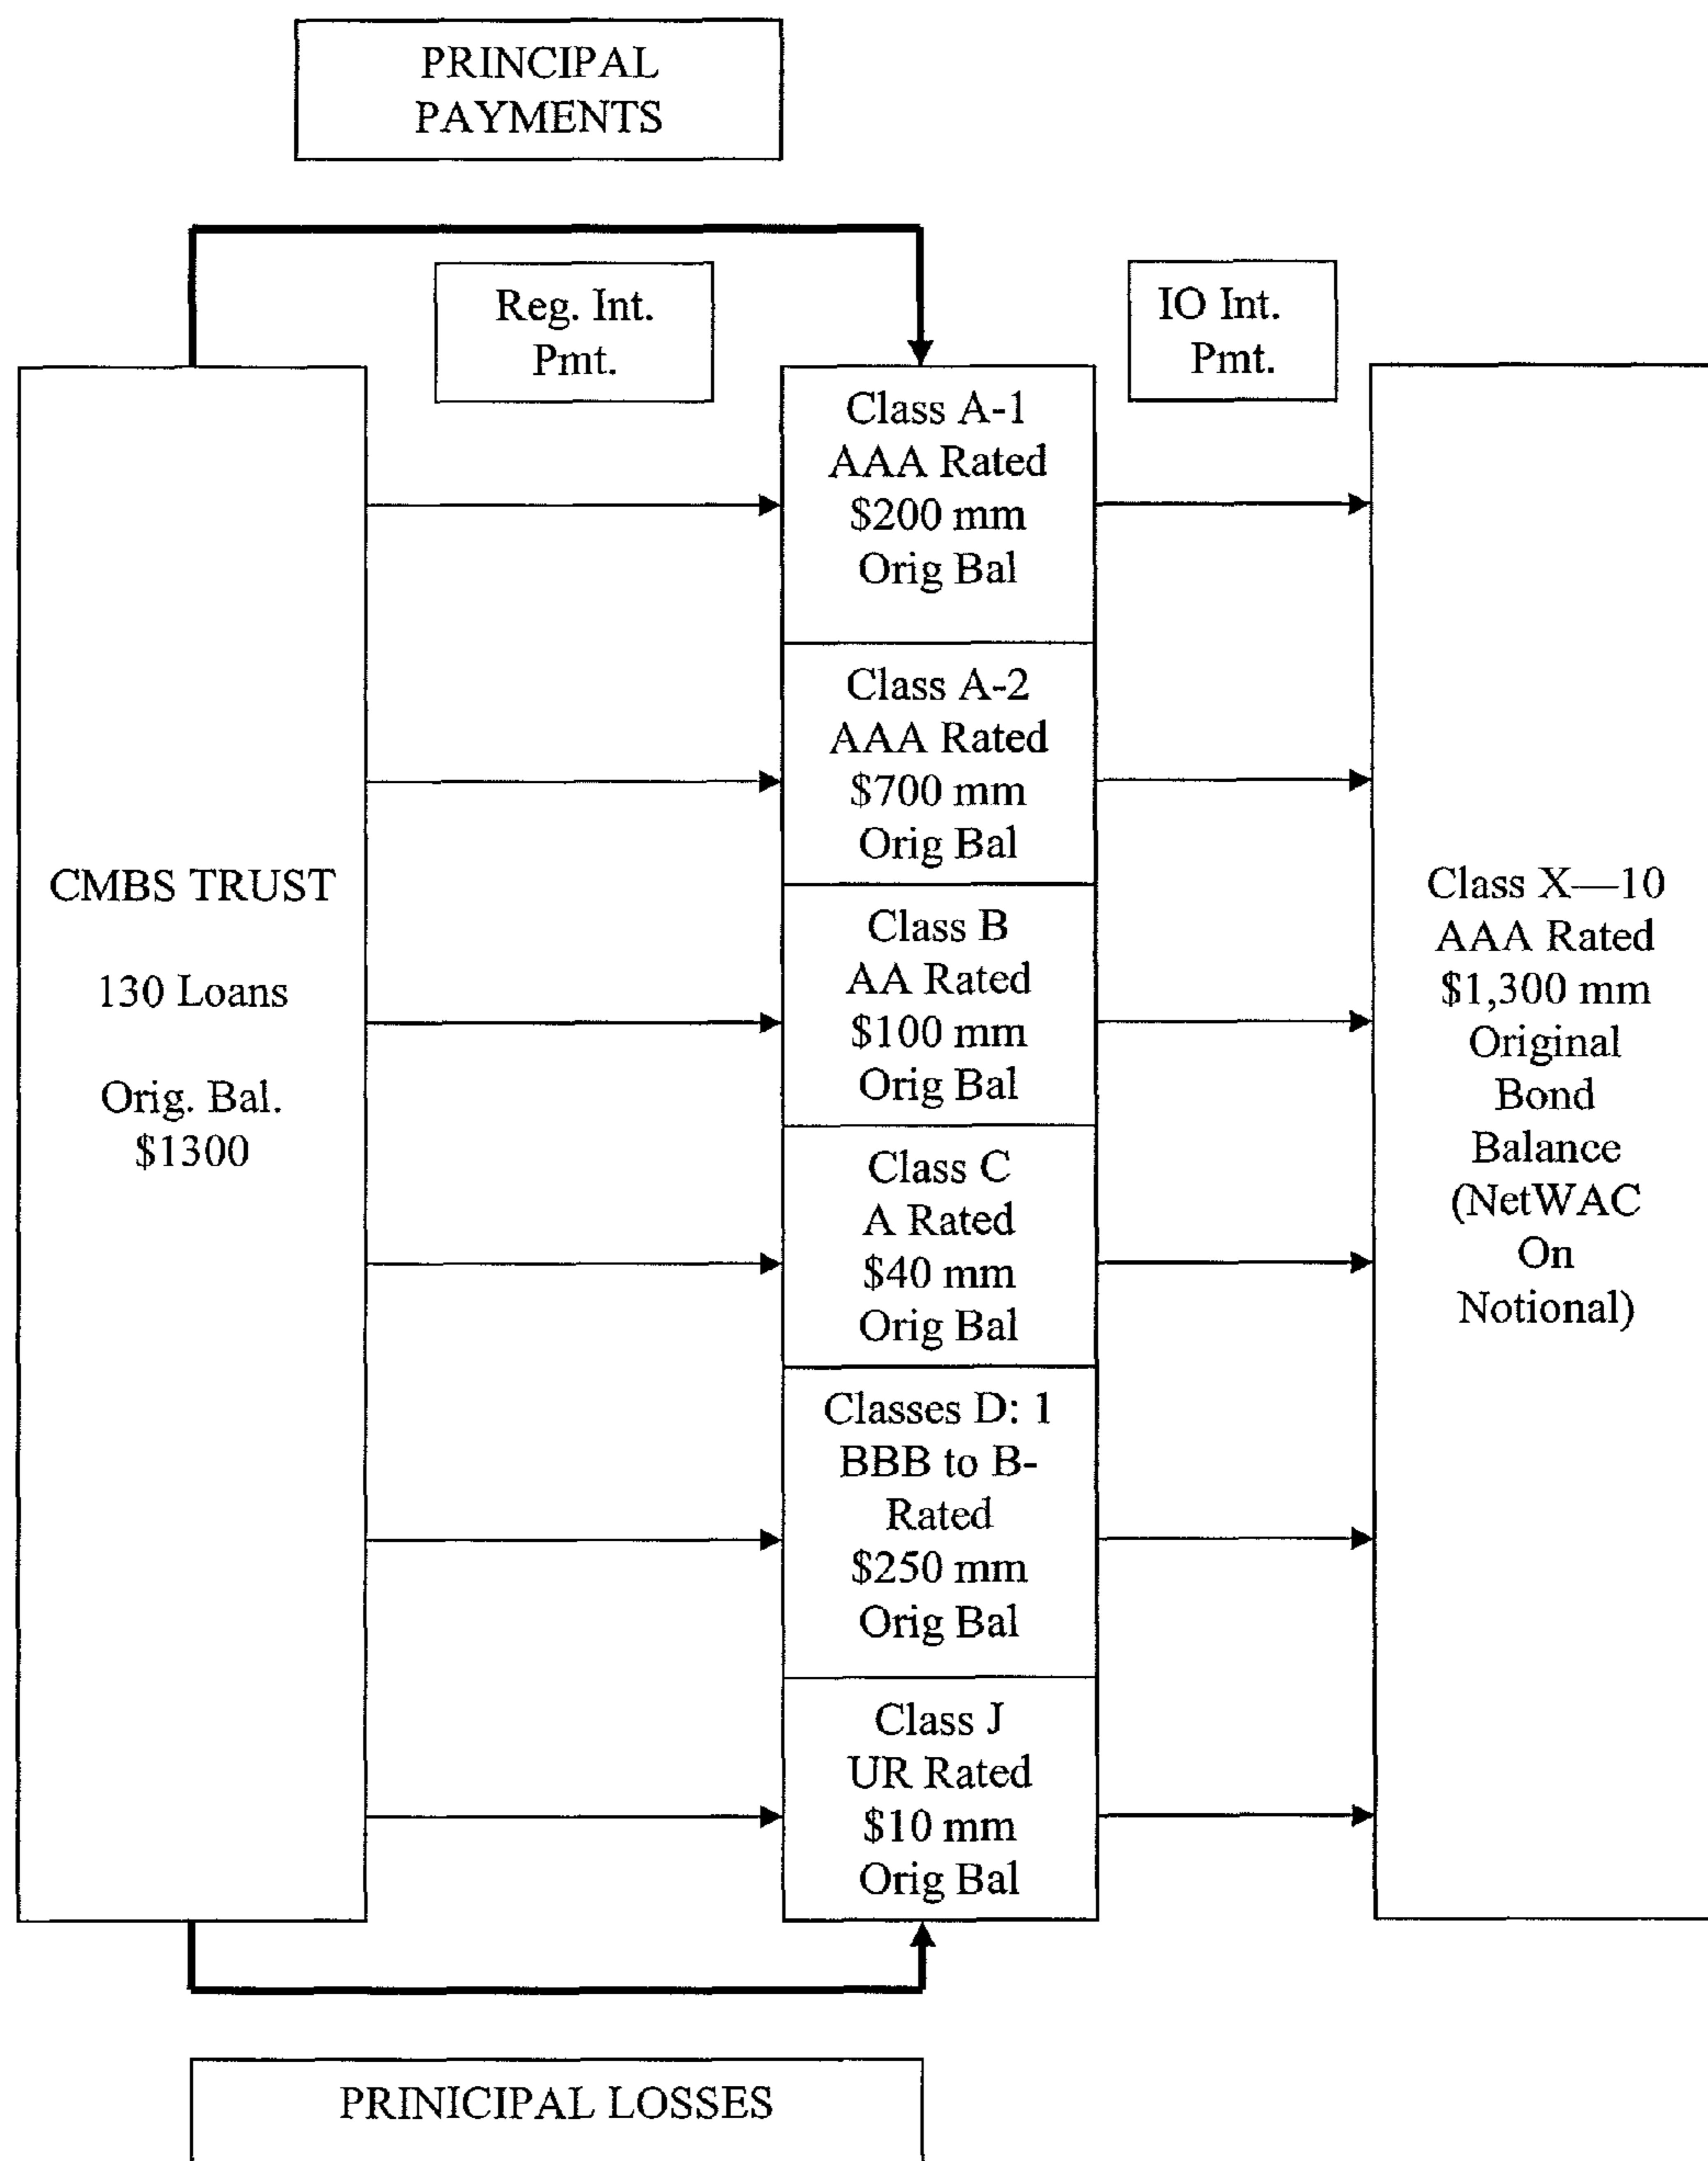 PRINCIPAL
PAYMENTS
Reg. Int.
Pmt.
IO Int.
Pmt.
CMBS TRUST
130 Loans
Orig. Bal.
$1300
Class A-1
AAA Rated
$200 mm
Orig Bal
Class A-2
AAA Rated
$700 mm
Orig Bal
Class B
AA Rated
$100 mm
Orig Bal
Class C
A Rated
$40 mm
Orig Bal
Classes D: 1
BBB to B-
Rated
$250 mm
Orig Bal
Class J
UR Rated
$10 mm
Orig Bal
Class X—10
AAA Rated
$1,300 mm
Original
Bond
Balance
(NetWAC
On
Notional)
PRINICIPAL LOSSES